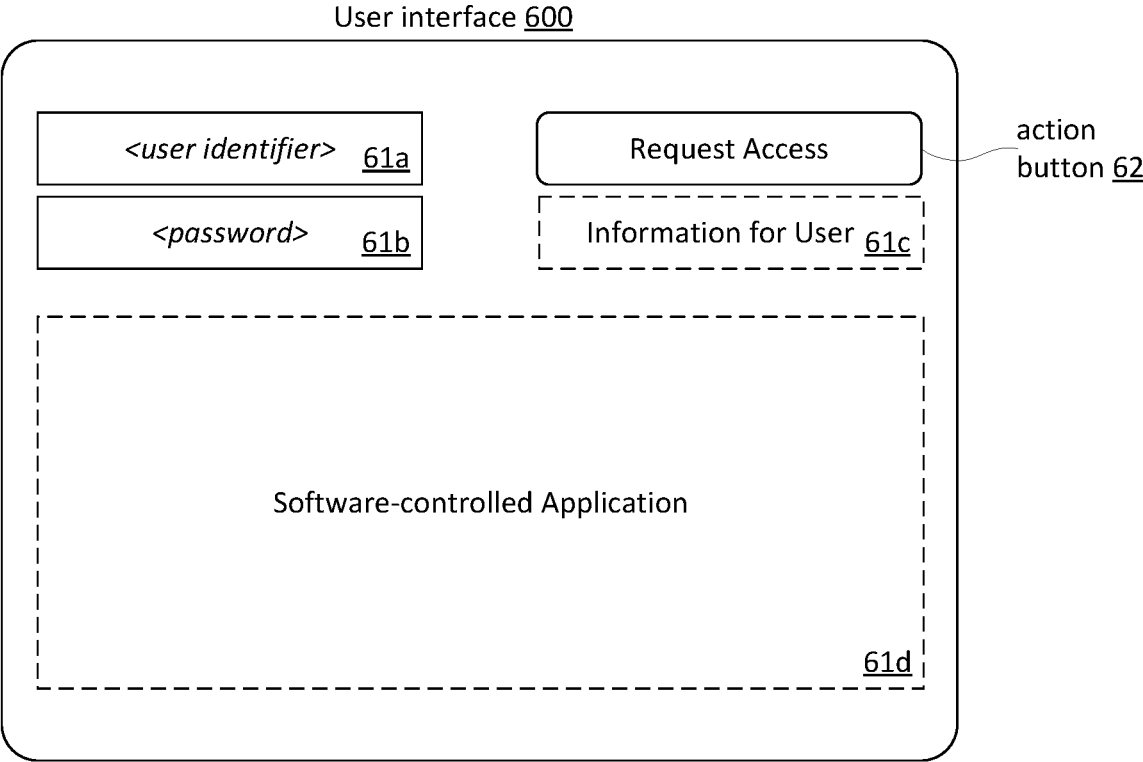 User interface 600
<user identifier> 61a
Request Access
action
button 62
<password> 61b
Information for User 61c
Software-controlled Application
61d